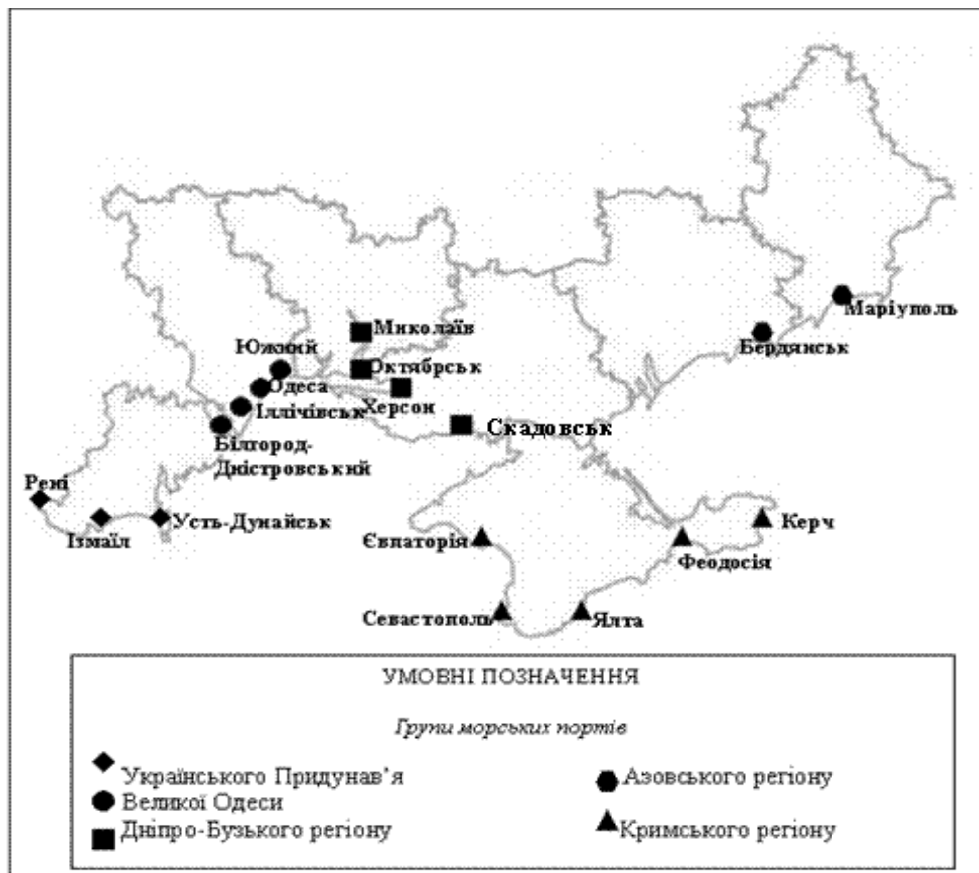 Маріуполь
Миколаїв
Южний
Бердянськ
Октябрськ
Одеса
Іллічівськ
Херсон
Скадовськ
Білгород-
Дністровський
Рені
Усть-Дунайськ
Ізмаїл
Євпаторія
Керч
Феодосія
Севастополь
Ялта
УМОВНІ ПОЗНАЧЕННЯ
Групи морських портів
Українського Придунав’я
Азовського регіону
Великої Одеси
Дніпро-Бузького регіону
Кримського регіону